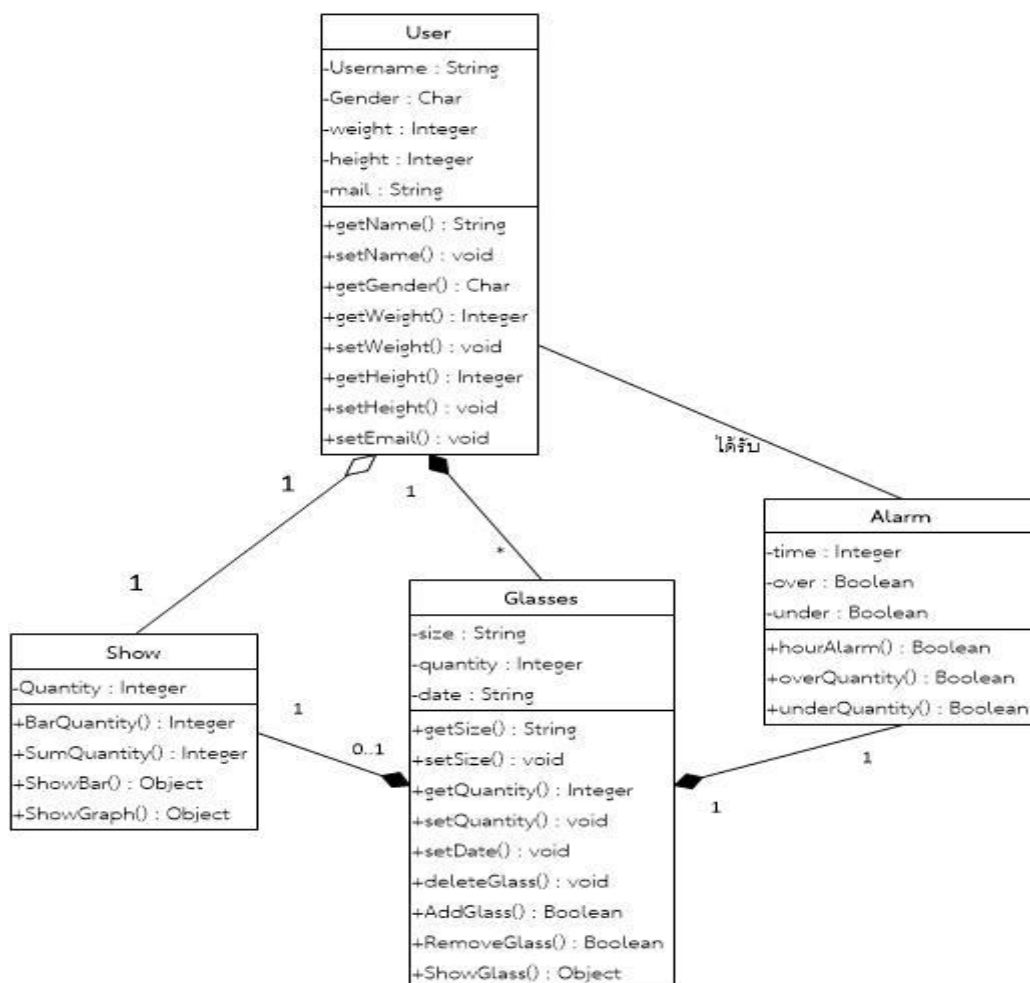 User
-Username : String
-Gender : Char
-weight : Integer
-height : Integer
-mail : String
+getName() : String
+setName() : void
+getGender() : Char
+getWeight() : Integer
+setWeight() : void
+getHeight() : Integer
+setHeight() : void
+setEmail() : void
ได้รับ
1
1
1
*
Alarm
-time : Integer
-over : Boolean
-under : Boolean
+hourAlarm() : Boolean
+overQuantity() : Boolean
+underQuantity() : Boolean
Show
-Quantity : Integer
+BarQuantity() : Integer
+SumQuantity() : Integer
+ShowBar() : Object
+ShowGraph() : Object
1
0..1
Glasses
-size : String
-quantity : Integer
-date : String
+getSize() : String
+setSize() : void
+getQuantity() : Integer
+setQuantity() : void
+setDate() : void
+deleteGlass() : void
+AddGlass() : Boolean
+RemoveGlass() : Boolean
+ShowGlass() : Object
1
1